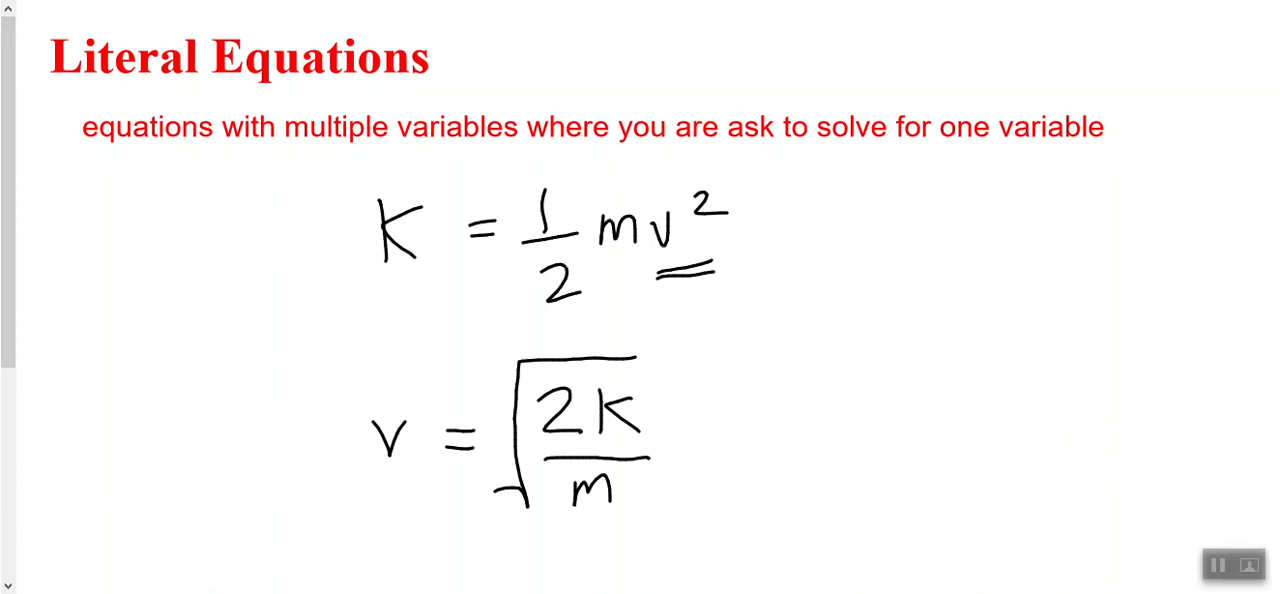 Literal Equations
equations with multiple variables where you are ask to solve for one variable
K = 1/2 mv²
v = √(2K/m)